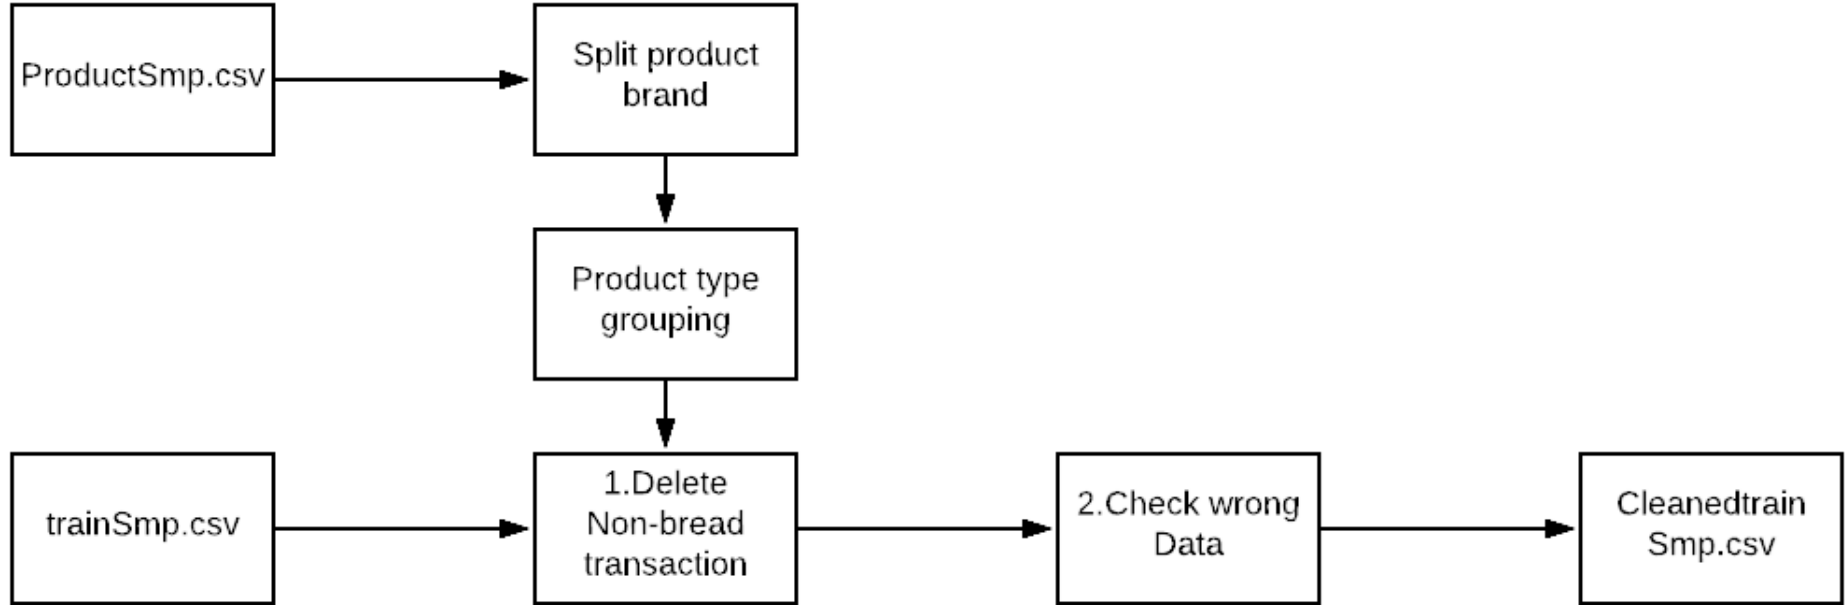 ProductSmp.csv
Split product
brand
Product type
grouping
trainSmp.csv
1.Delete
Non-bread
transaction
2.Check wrong
Data
Cleanedtrain
Smp.csv